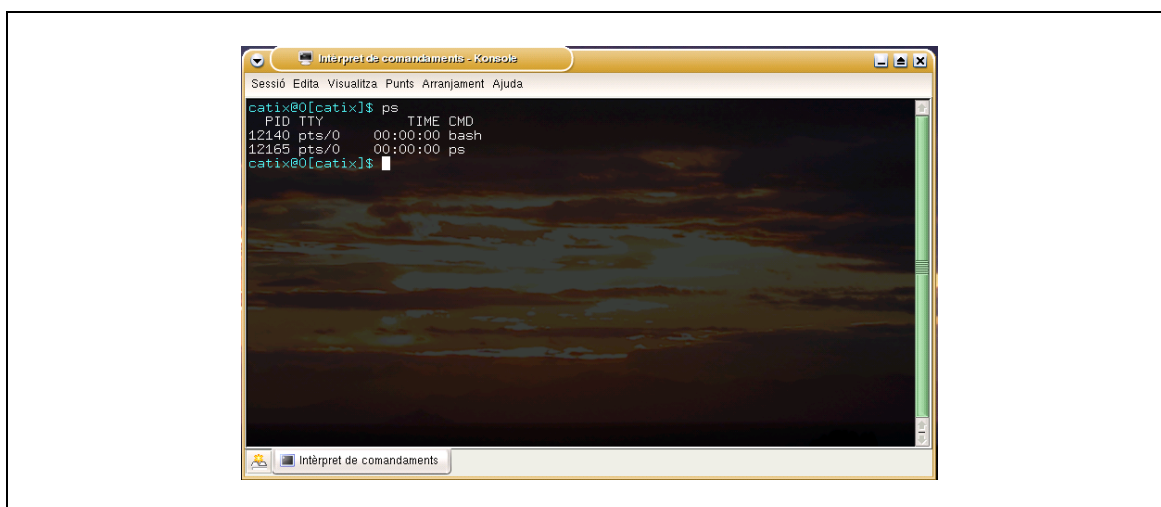 Intèrpret de comandaments - Konsole
Sessió Edita Visualitza Punts Arranjament Ajuda
catix@0[catix]$ ps
  PID TTY          TIME CMD
12140 pts/0    00:00:00 bash
12165 pts/0    00:00:00 ps
catix@0[catix]$
Intèrpret de comandaments